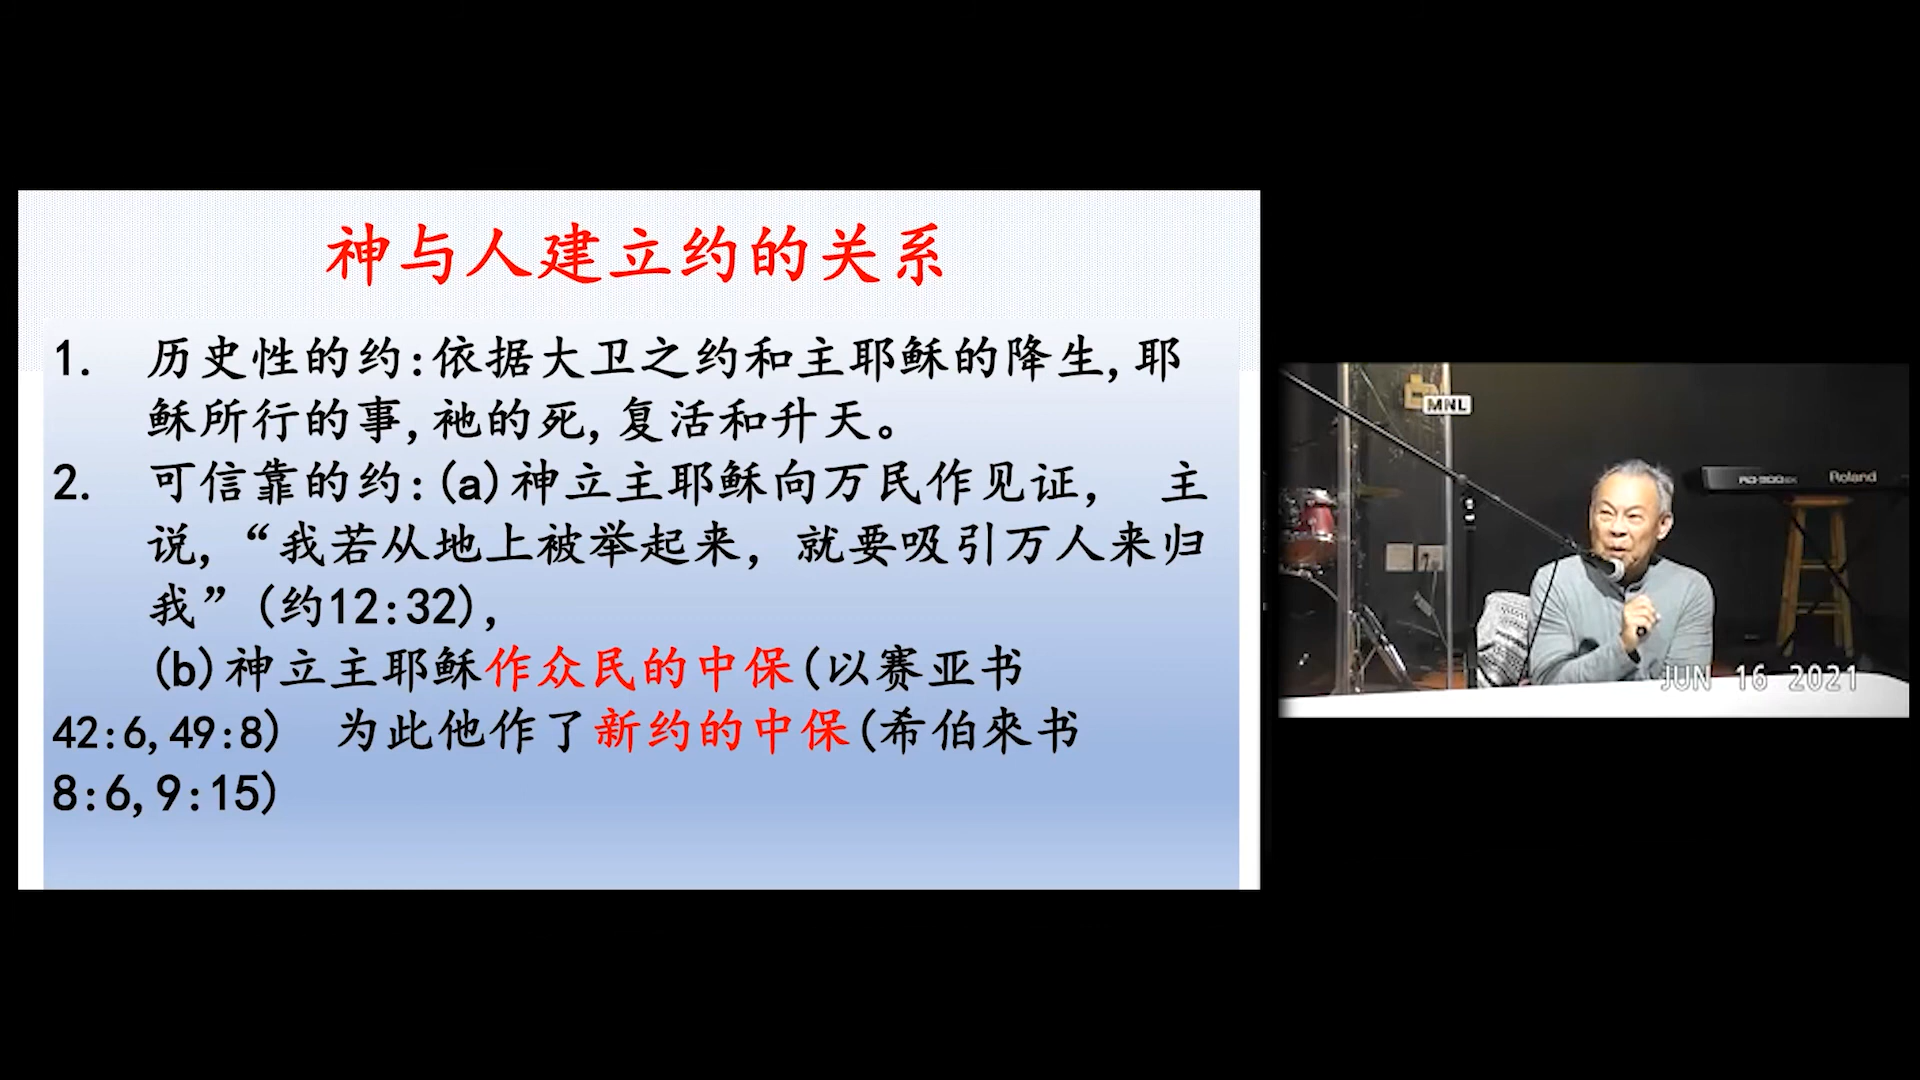 神与人建立约的关系
1. 历史性的约:依据大卫之约和主耶稣的降生,耶
稣所行的事,祂的死,复活和升天。
2. 可信靠的约:(a)神立主耶稣向万民作见证， 主
说,“我若从地上被举起来，就要吸引万人来归
我”(约12:32),
(b)神立主耶稣作众民的中保(以赛亚书
42:6,49:8) 为此他作了新约的中保(希伯來书
8:6,9:15)
MNL
Roland
JUN 16 2021